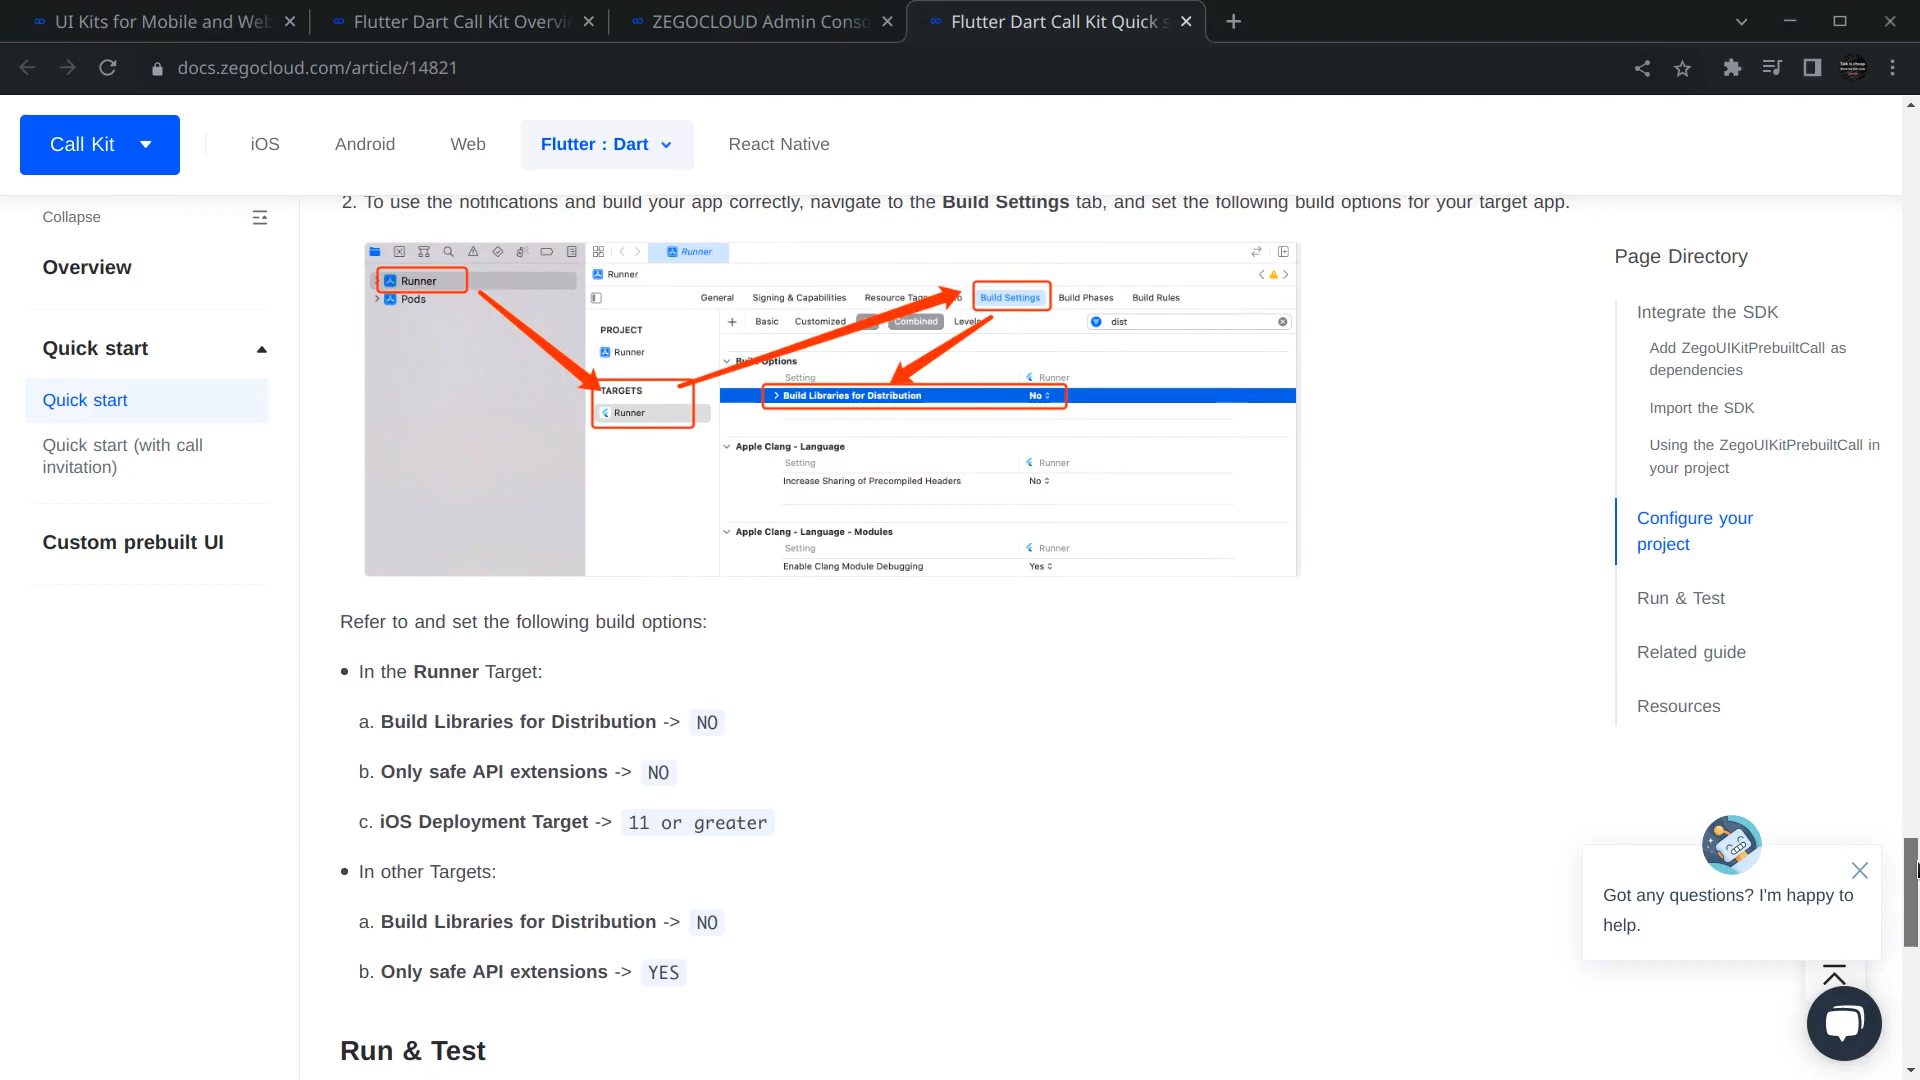 UI Kits for Mobile and Web
Flutter Dart Call Kit Overvi
ZEGOCLOUD Admin Conso
Flutter Dart Call Kit Quick s
docs.zegocloud.com/article/14821
Call Kit
iOS
Android
Web
Flutter : Dart
React Native
Collapse
Overview
Quick start
Quick start
Quick start (with call
invitation)
Custom prebuilt UI
2. To use the notifications and build your app correctly, navigate to the Build Settings tab, and set the following build options for your target app.
Runner
Runner
Runner
Pods
General
Signing & Capabilities
Resource Tags
Build Settings
Build Phases
Build Rules
Basic
Customized
Combined
Levels
dist
PROJECT
Runner
TARGETS
Runner
Build Options
Setting
Runner
Build Libraries for Distribution
No
Apple Clang - Language
Setting
Runner
Increase Sharing of Precompiled Headers
No
Apple Clang - Language - Modules
Setting
Runner
Enable Clang Module Debugging
Yes
Refer to and set the following build options:
• In the Runner Target:
a. Build Libraries for Distribution -> NO
b. Only safe API extensions -> NO
c. iOS Deployment Target -> 11 or greater
• In other Targets:
a. Build Libraries for Distribution -> NO
b. Only safe API extensions -> YES
Run & Test
Page Directory
Integrate the SDK
Add ZegoUIKitPrebuiltCall as
dependencies
Import the SDK
Using the ZegoUIKitPrebuiltCall in
your project
Configure your
project
Run & Test
Related guide
Resources
Got any questions? I'm happy to
help.